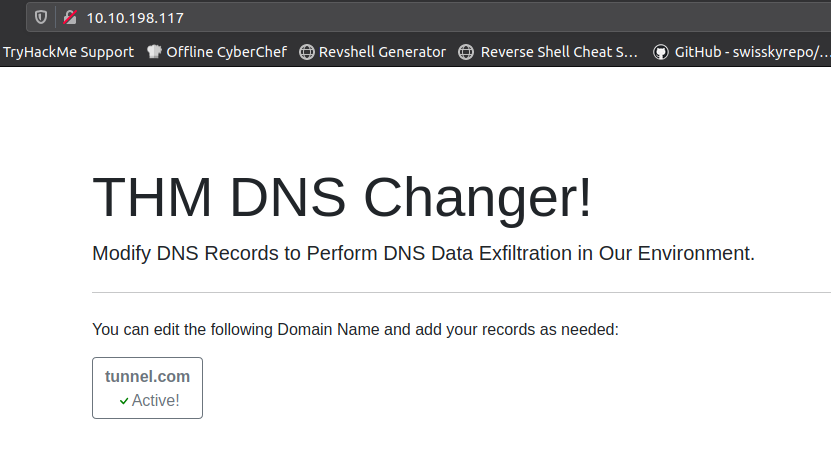 10.10.198.117
TryHackMe Support Offline CyberChef Revshell Generator Reverse Shell Cheat S... GitHub - swisskyrepo/...
THM DNS Changer!
Modify DNS Records to Perform DNS Data Exfiltration in Our Environment.
You can edit the following Domain Name and add your records as needed:
tunnel.com
Active!